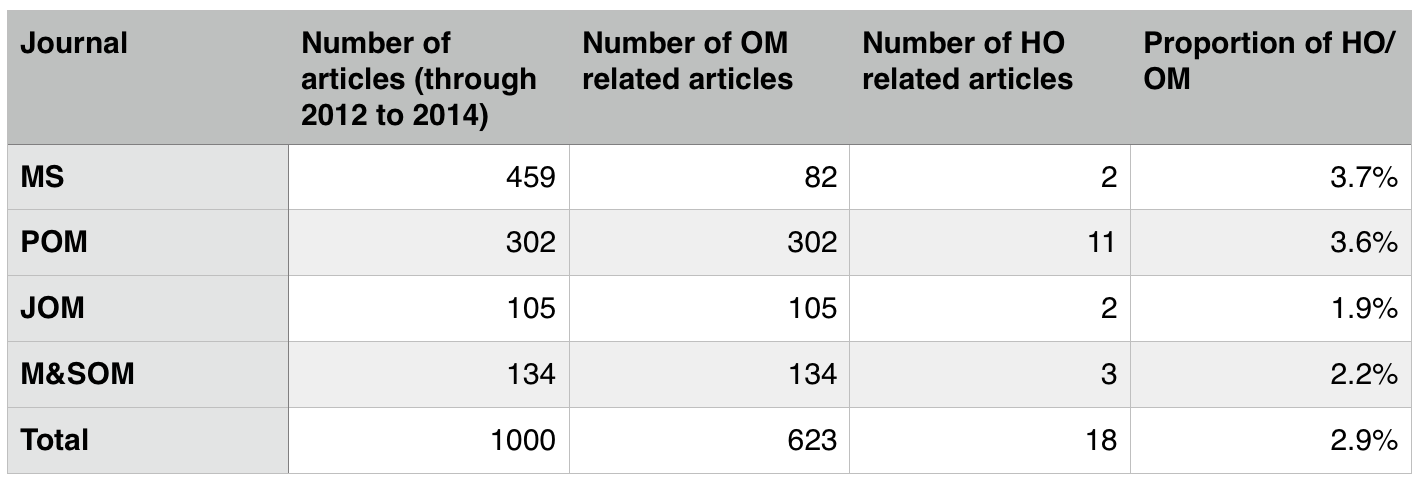 Journal
Number of
articles (through
2012 to 2014)
Number of OM
related articles
Number of HO
related articles
Proportion of HO/
OM
MS 459 82 2 3.7%
POM 302 302 11 3.6%
JOM 105 105 2 1.9%
M&SOM 134 134 3 2.2%
Total 1000 623 18 2.9%